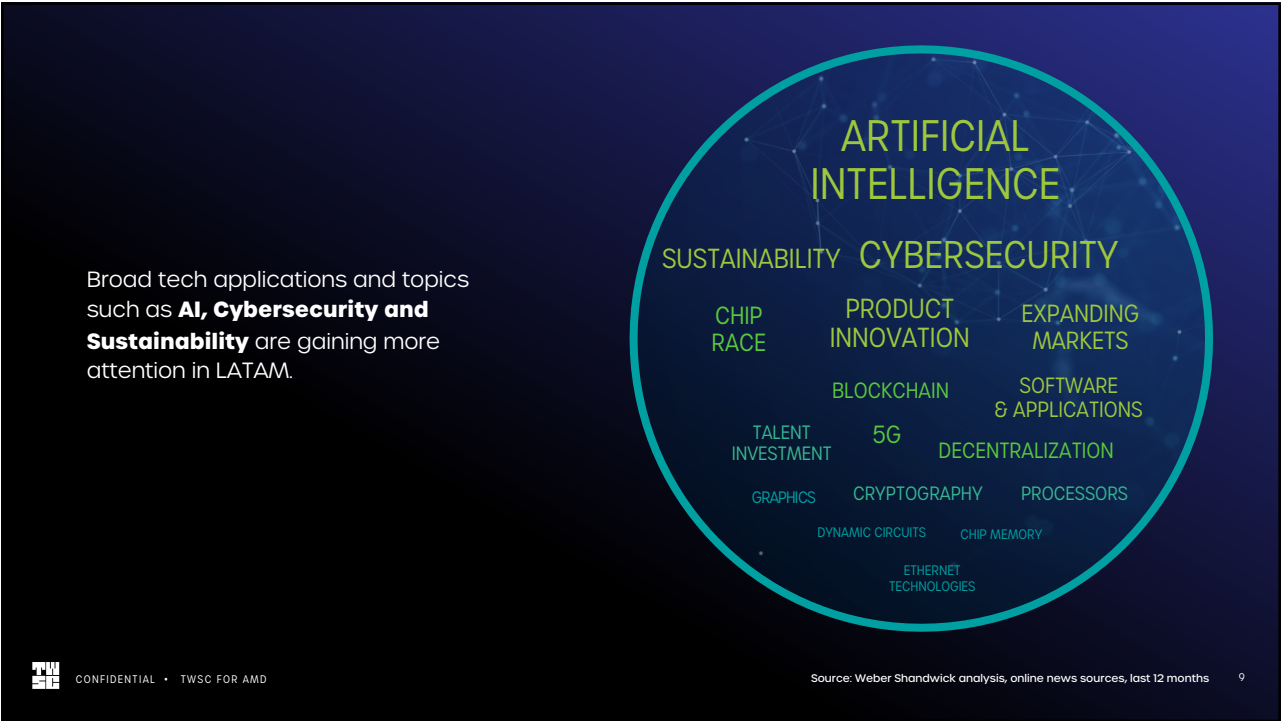 Broad tech applications and topics
such as AI, Cybersecurity and
Sustainability are gaining more
attention in LATAM.
ARTIFICIAL
INTELLIGENCE
SUSTAINABILITY CYBERSECURITY
CHIP
RACE
PRODUCT
INNOVATION
EXPANDING
MARKETS
BLOCKCHAIN
SOFTWARE
& APPLICATIONS
TALENT
INVESTMENT
5G
DECENTRALIZATION
GRAPHICS
CRYPTOGRAPHY
PROCESSORS
DYNAMIC CIRCUITS
CHIP MEMORY
ETHERNET
TECHNOLOGIES
TW
SC
CONFIDENTIAL • TWSC FOR AMD
Source: Weber Shandwick analysis, online news sources, last 12 months
9